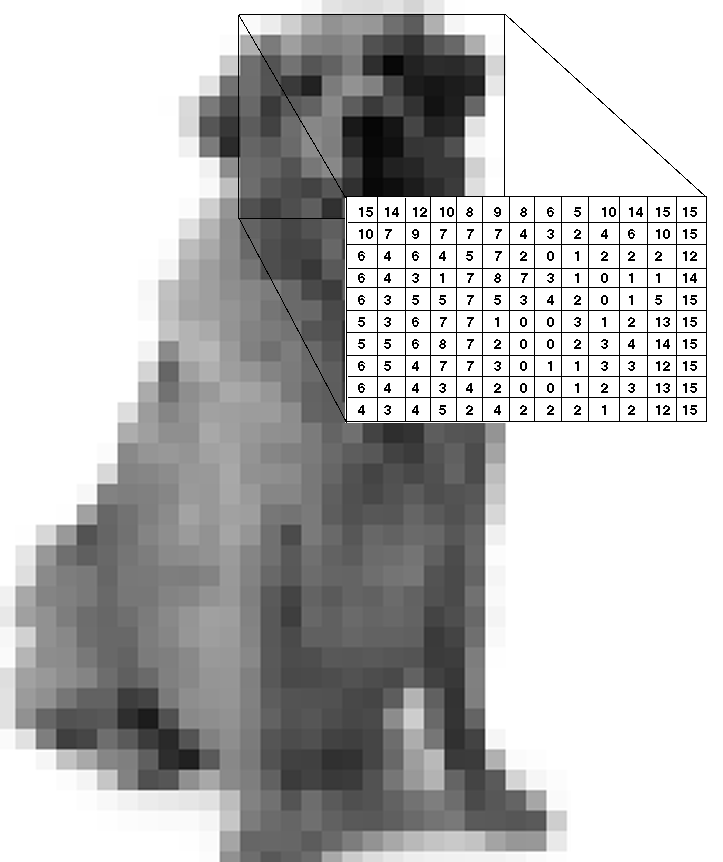 15 14 12 10 8 9 8 6 5 10 14 15 15
10 7 9 7 7 7 4 3 2 4 6 10 15
6 4 6 4 5 7 2 0 1 2 2 2 12
6 4 3 1 7 8 7 3 1 0 1 1 14
6 3 5 5 7 5 3 4 2 0 1 5 15
5 3 6 7 7 1 0 0 3 1 2 13 15
5 5 6 8 7 2 0 0 2 3 4 14 15
6 5 4 7 7 3 0 1 1 3 3 12 15
6 4 4 3 4 2 0 0 1 2 3 13 15
4 3 4 5 2 4 2 2 2 1 2 12 15